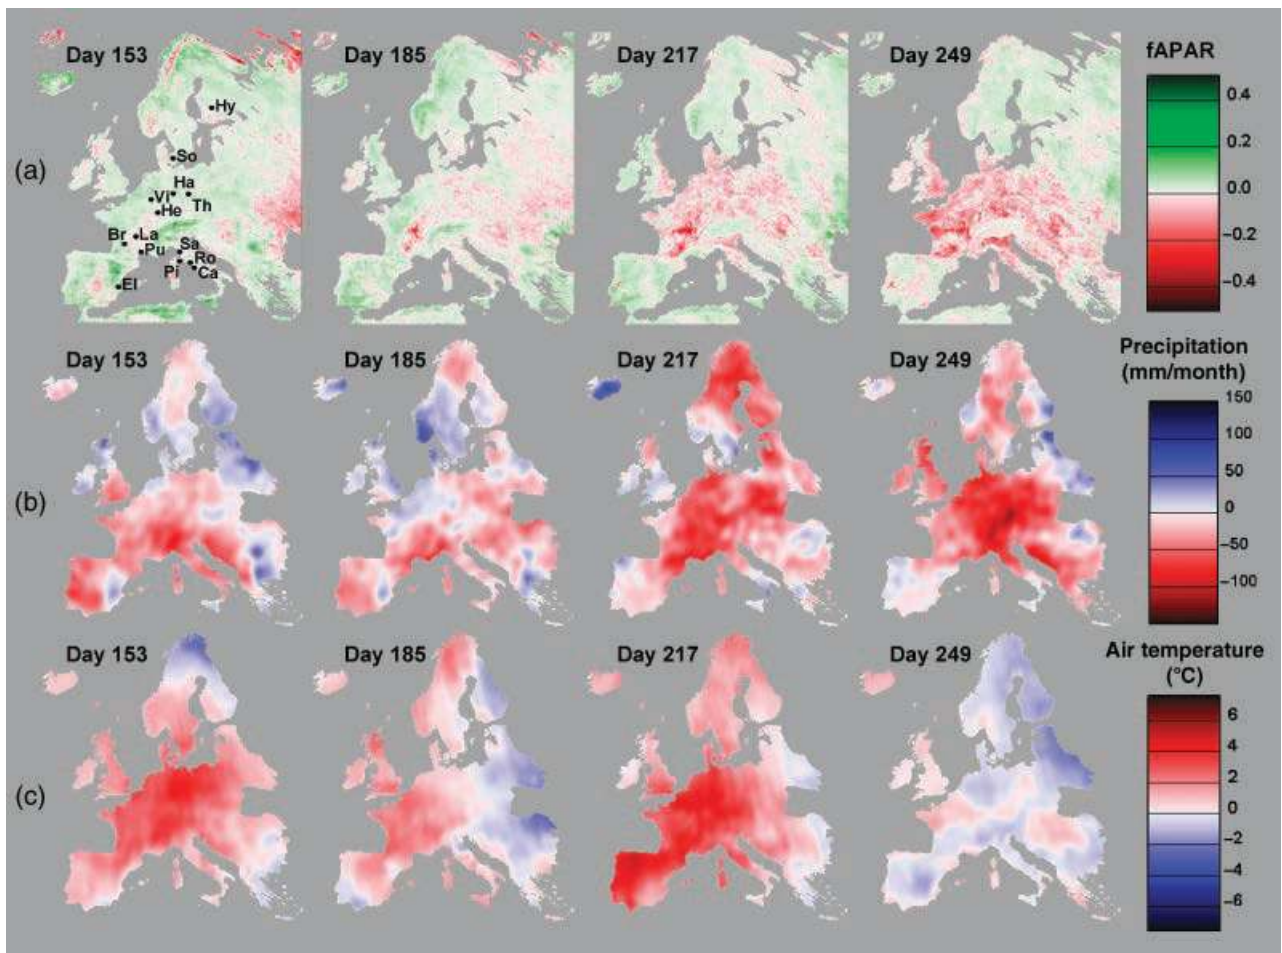 Day 153
Day 185
Day 217
Day 249
fAPAR
(a)
Hy
So
Ha
Vi
Th
He
Br
La
Pu
Sa
Ro
Pi
Ca
El
0.4
0.2
0.0
−0.2
−0.4
Day 153
Day 185
Day 217
Day 249
Precipitation
(mm/month)
(b)
150
100
50
0
−50
−100
Day 153
Day 185
Day 217
Day 249
Air temperature
(°C)
(c)
6
4
2
0
−2
−4
−6